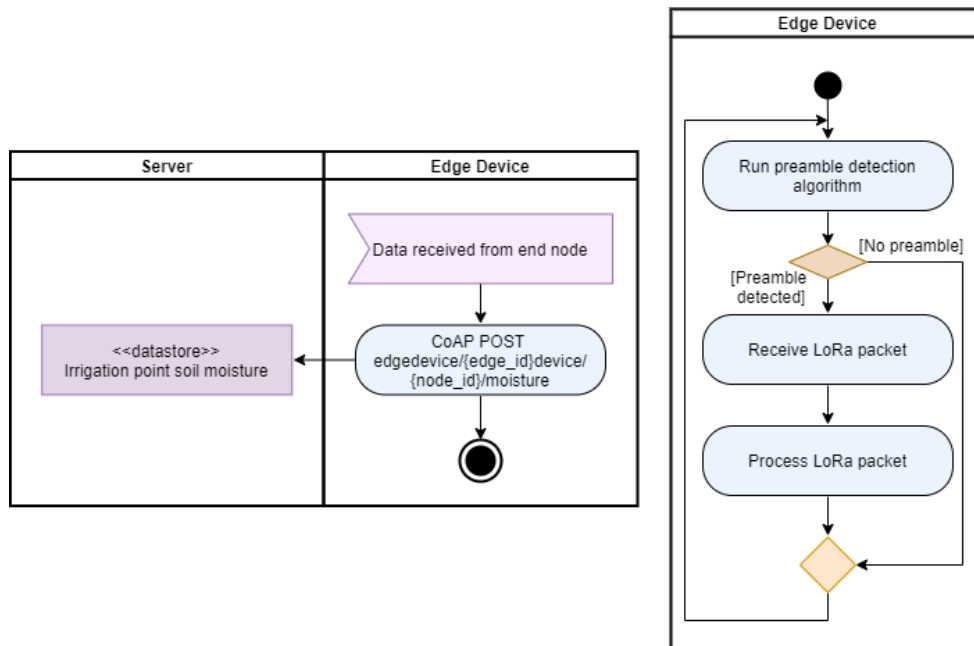 Server
Edge Device
Data received from end node
<<datastore>>
Irrigation point soil moisture
CoAP POST
edgedevice/{edge_id}device/
{node_id}/moisture
Edge Device
Run preamble detection
algorithm
[No preamble]
[Preamble
detected]
Receive LoRa packet
Process LoRa packet